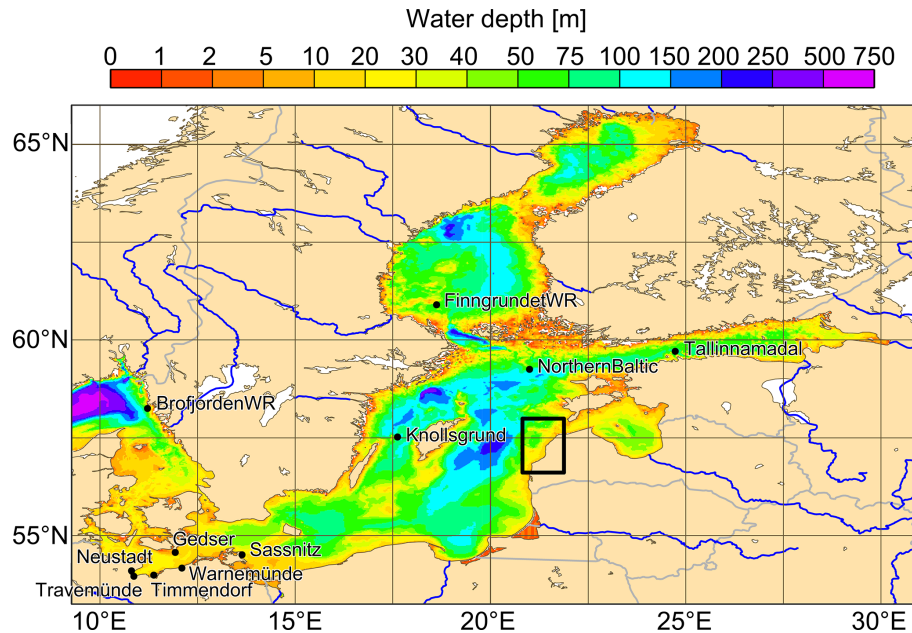 Water depth [m]
0 1 2 5 10 20 30 40 50 75 100 150 200 250 500 750
65°N
FinngrundetWR
60°N
Tallinnamadal
NorthernBaltic
BrofjordenWR
Knollsgrund
55°N
Gedser
Neustadt
Sassnitz
Warnemünde
Travemünde
Timmendorf
10°E 15°E 20°E 25°E 30°E